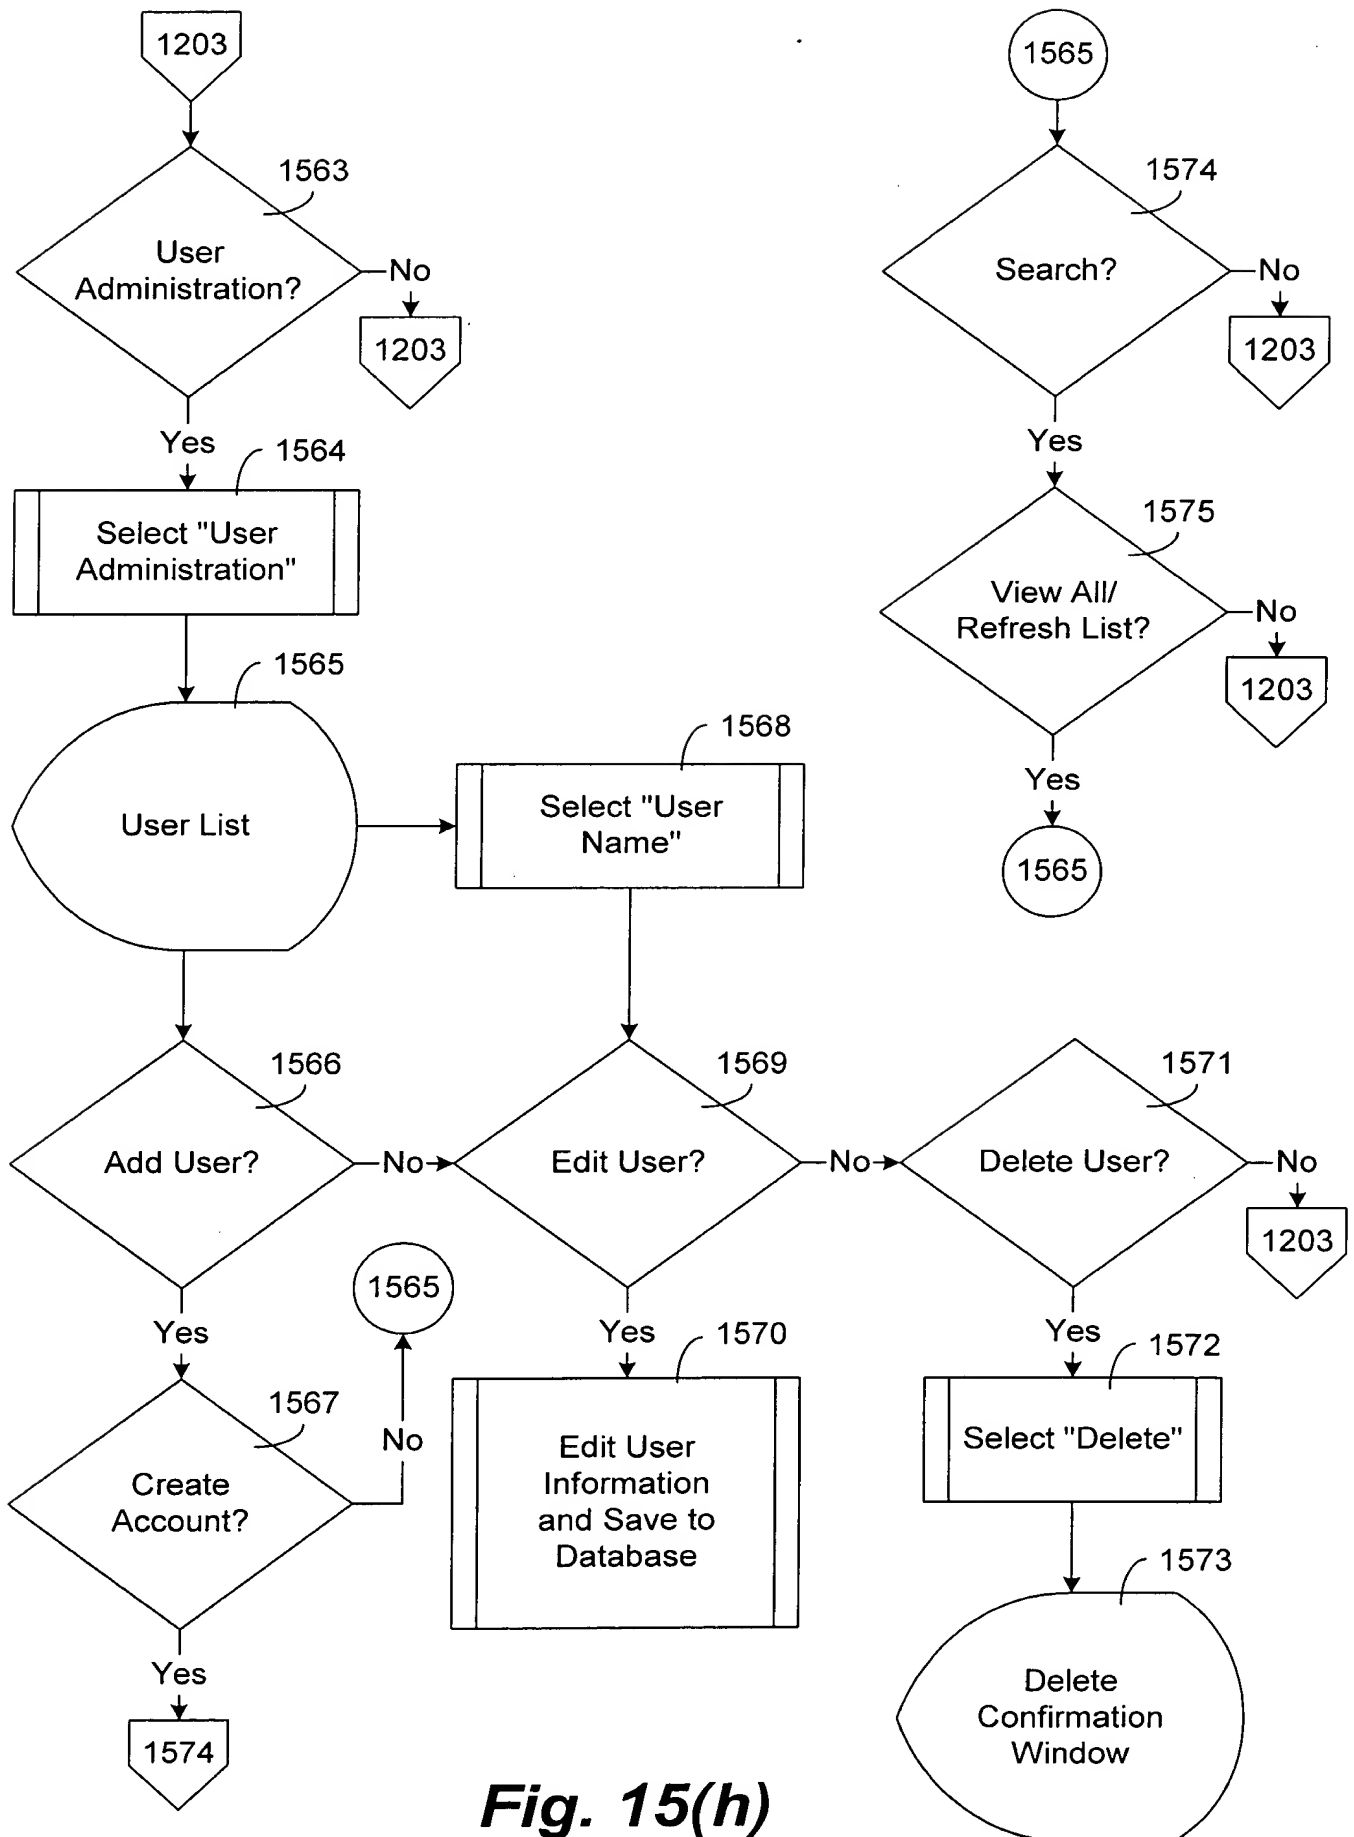 1203
1563
User
Administration?
No
1203
Yes
1564
Select "User
Administration"
1565
User List
1568
Select "User
Name"
1566
Add User?
No
1569
Edit User?
No
1571
Delete User?
No
1203
Yes
1567
Create
Account?
No
1565
Yes
1574
Yes
1570
Edit User
Information
and Save to
Database
Yes
1572
Select "Delete"
1573
Delete
Confirmation
Window
1565
1574
Search?
No
1203
Yes
1575
View All/
Refresh List?
No
1203
Yes
1565
Fig. 15(h)